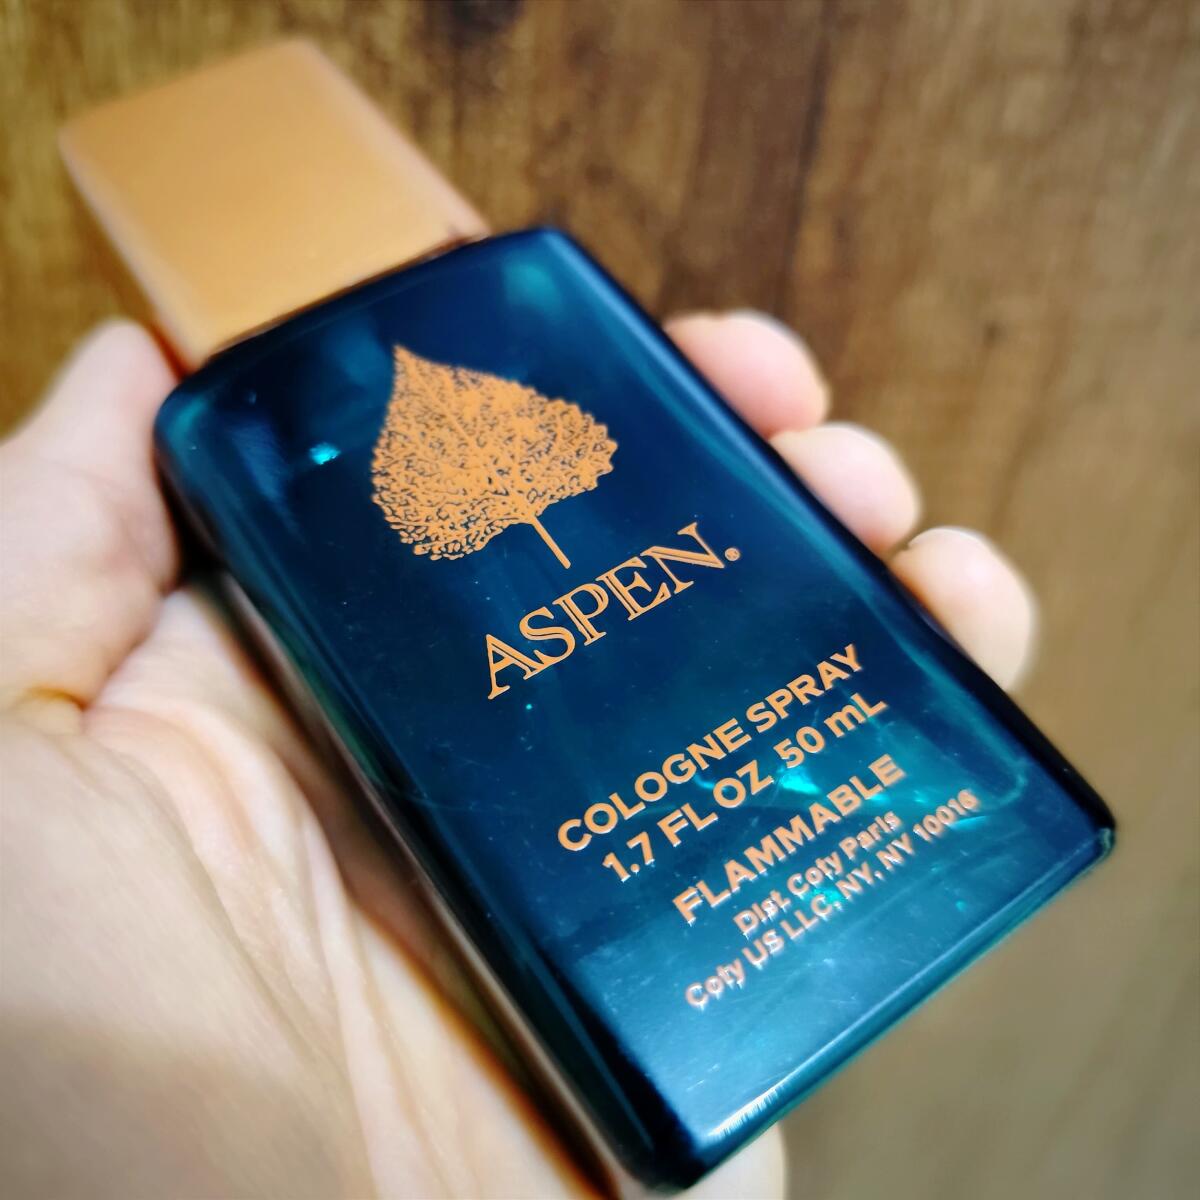 ASPEN®
COLOGNE SPRAY
1.7 FL OZ 50 mL
FLAMMABLE
Dist. Coty Paris
Coty US LLC, NY, NY 10016